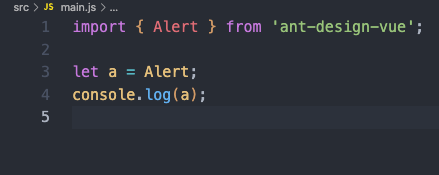 src > JS main.js > ...
1 import { Alert } from 'ant-design-vue';
2
3 let a = Alert;
4 console.log(a);
5